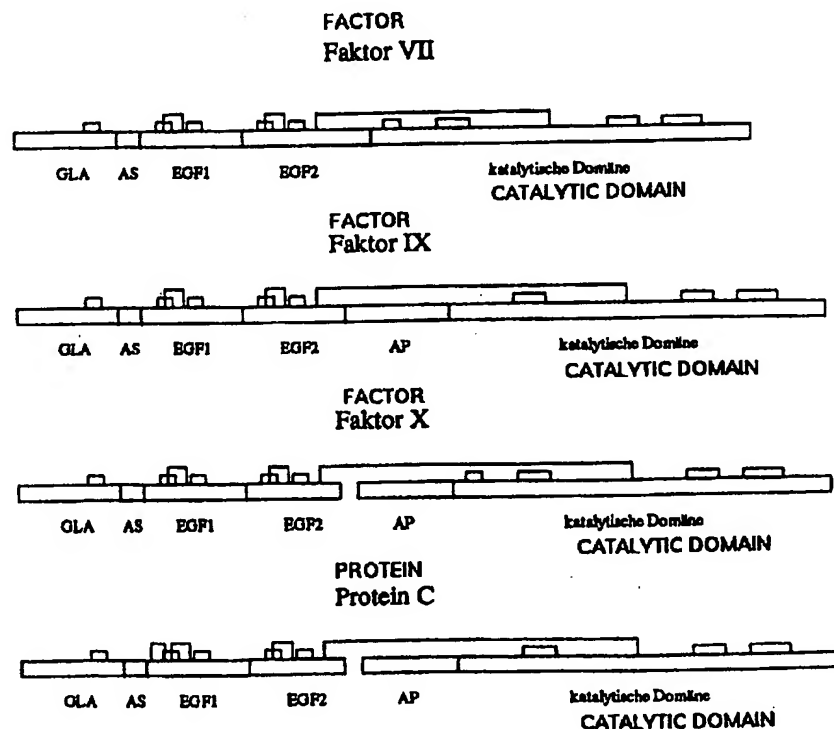 FACTOR
Faktor VII
GLA AS EGF1 EGF2 katalytische Domäne
CATALYTIC DOMAIN
FACTOR
Faktor IX
GLA AS EGF1 EGF2 AP katalytische Domäne
CATALYTIC DOMAIN
FACTOR
Faktor X
GLA AS EGF1 EGF2 AP katalytische Domäne
CATALYTIC DOMAIN
PROTEIN
Protein C
GLA AS EGF1 EGF2 AP katalytische Domäne
CATALYTIC DOMAIN